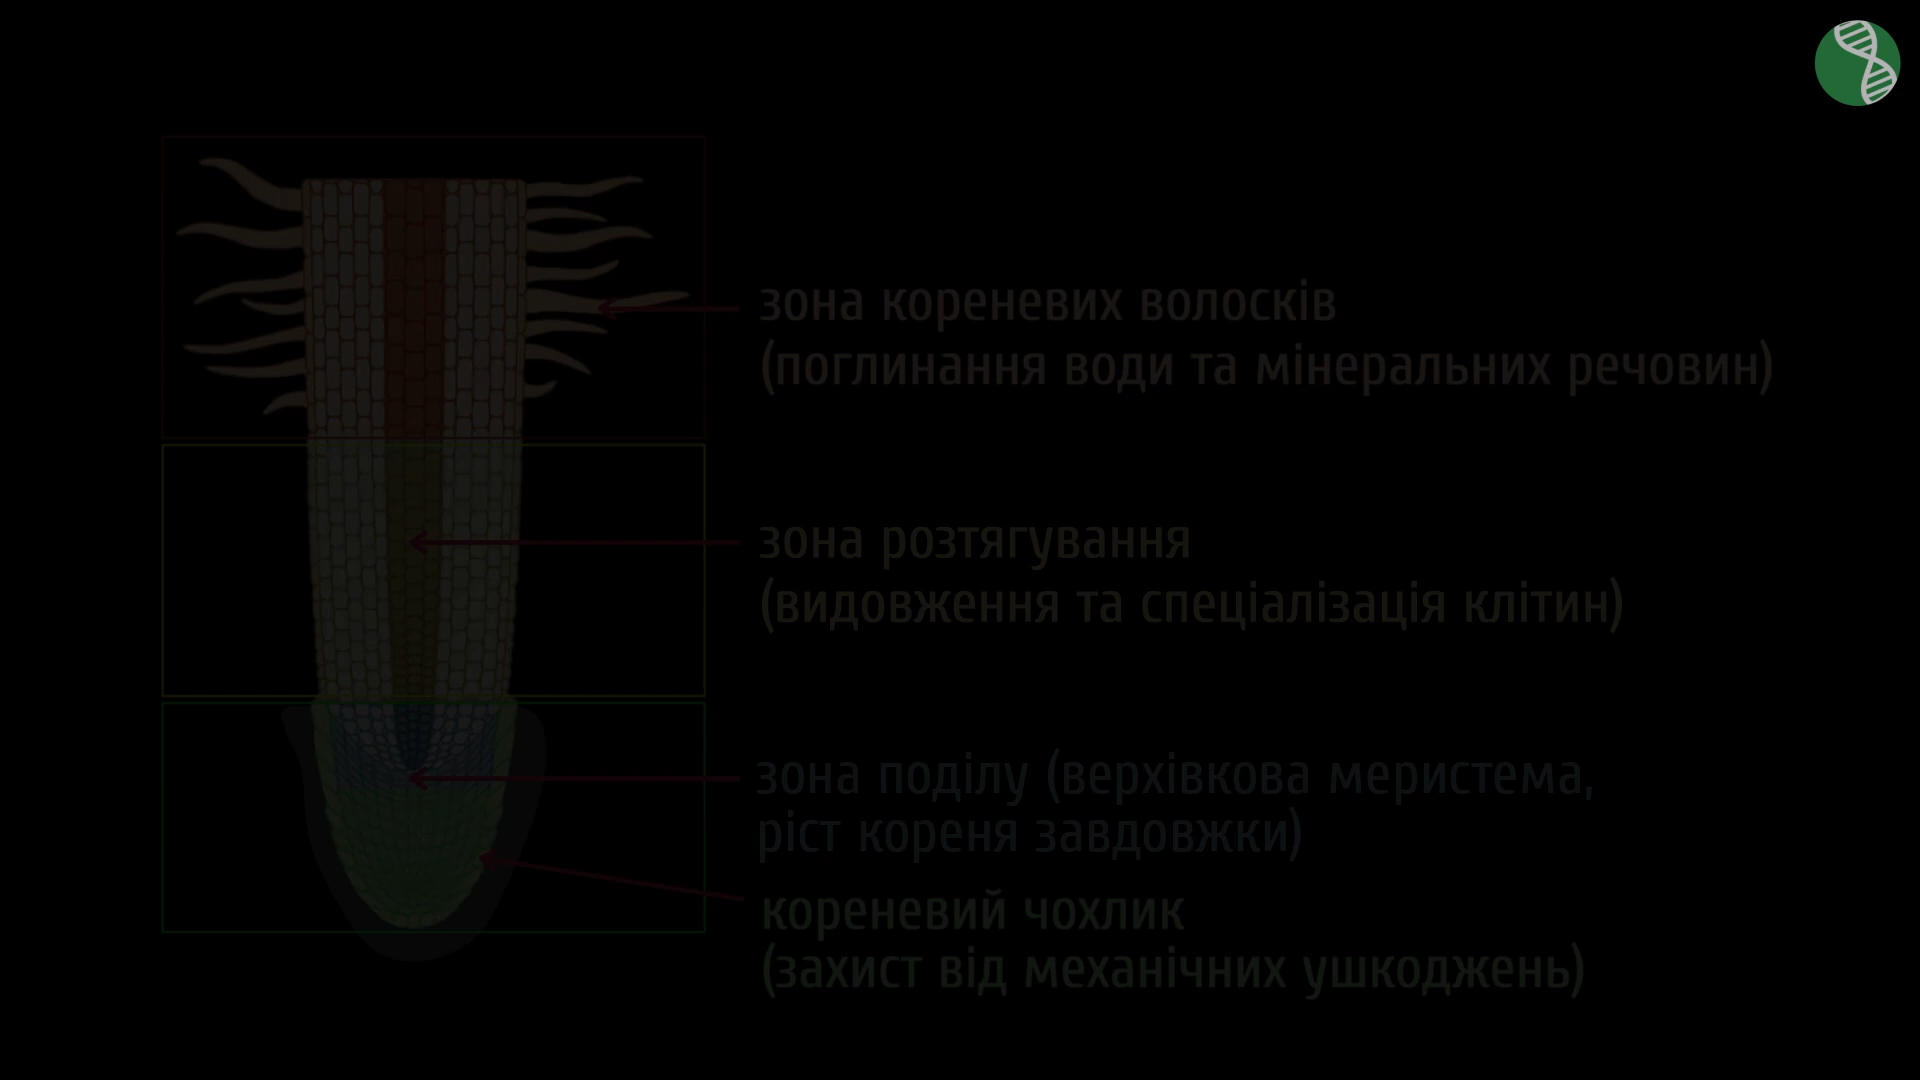 зона кореневих волосків
(поглинання води та мінеральних речовин)
зона розтягування
(видовження та спеціалізація клітин)
зона поділу (верхівкова меристема,
ріст кореня завдовжки)
кореневий чохлик
(захист від механічних ушкоджень)